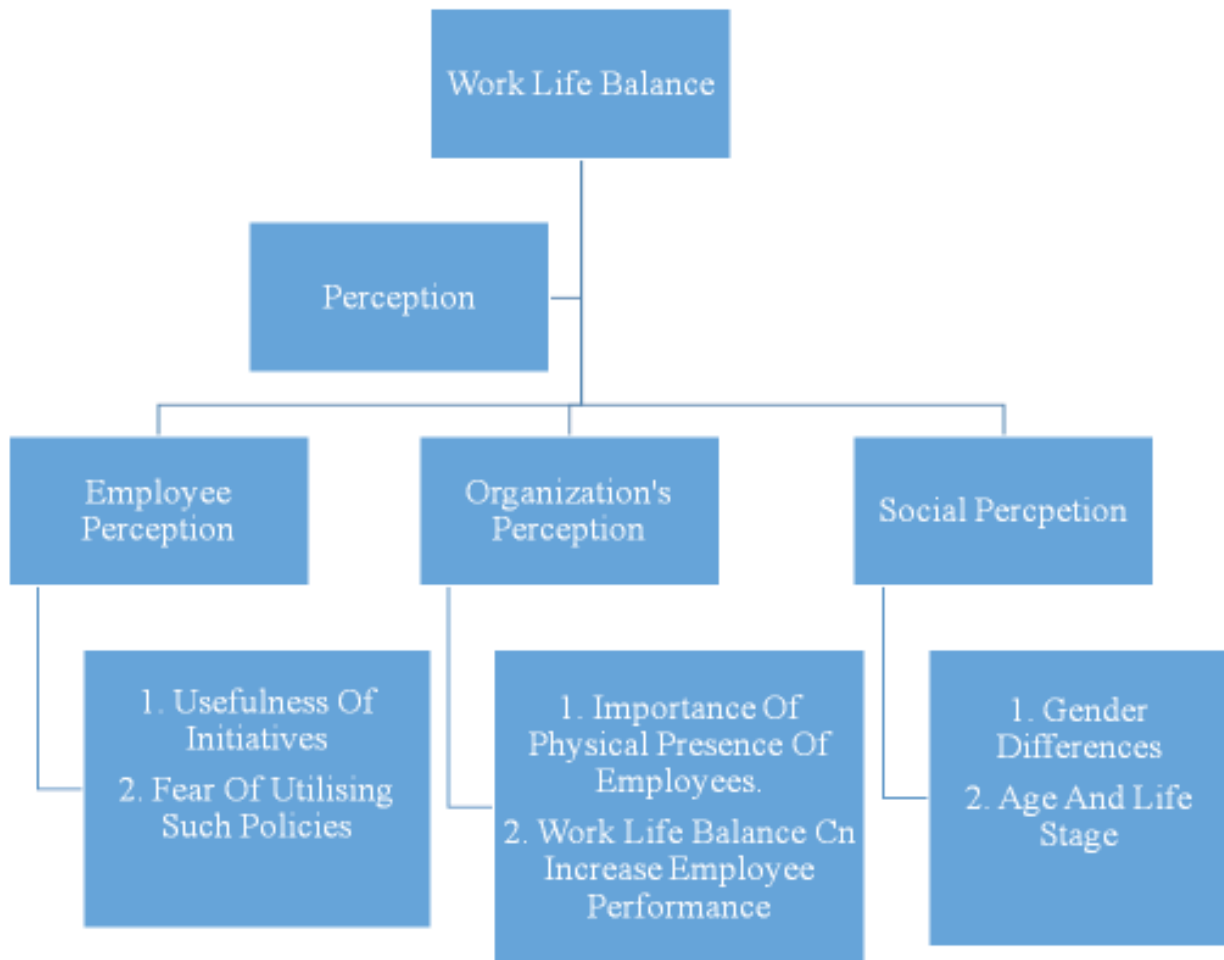 Work Life Balance
Perception
Employee
Perception
Organization's
Perception
Social Percpetion
1. Usefulness Of
Initiatives
2. Fear Of Utilising
Such Policies
1. Importance Of
Physical Presence Of
Employees.
2. Work Life Balance Cn
Increase Employee
Performance
1. Gender
Differences
2. Age And Life
Stage